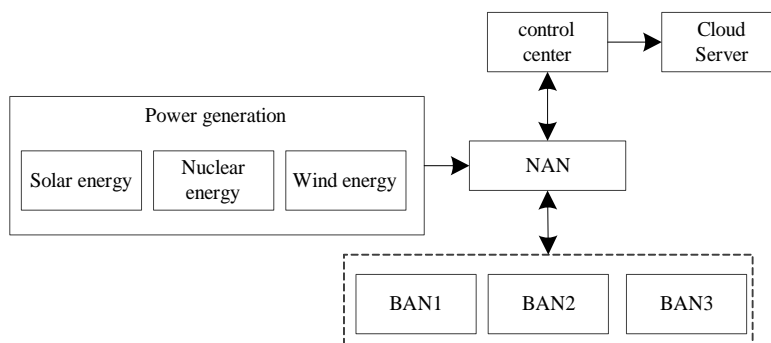 control
center
Cloud
Server
Power generation
Solar energy
Nuclear
energy
Wind energy
NAN
BAN1
BAN2
BAN3